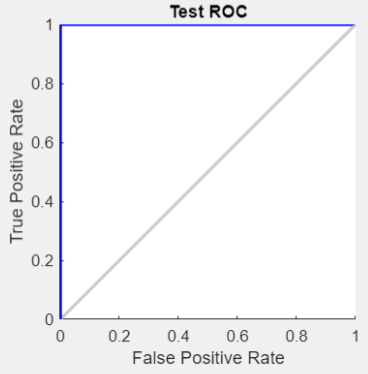 Test ROC
True Positive Rate
1
0.8
0.6
0.4
0.2
0
0 0.2 0.4 0.6 0.8 1
False Positive Rate